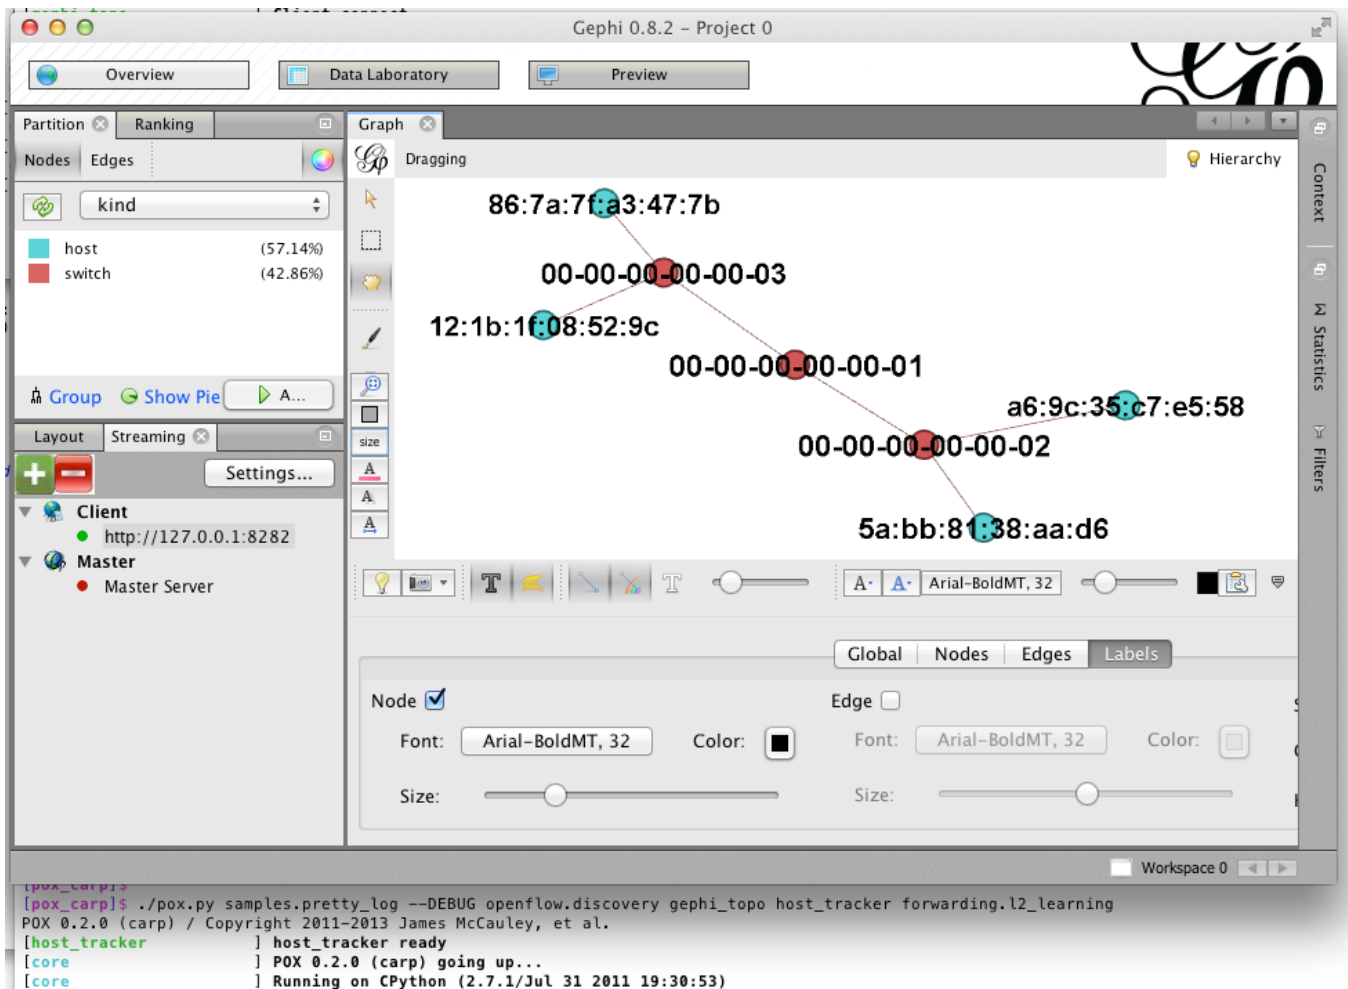 Client connect
Gephi 0.8.2 – Project 0
Overview
Data Laboratory
Preview
Partition
Ranking
Graph
Nodes
Edges
Dragging
Hierarchy
kind
host (57.14%)
switch (42.86%)
Group
Show Pie
A...
86:7a:7f:a3:47:7b
00-00-00-00-00-03
12:1b:1f:08:52:9c
00-00-00-00-00-01
a6:9c:35:c7:e5:58
00-00-00-00-00-02
5a:bb:81:38:aa:d6
size
A
A
A
Context
Σ Statistics
Filters
Layout
Streaming
Settings...
Client
http://127.0.0.1:8282
Master
Master Server
T
T
A
A
Arial-BoldMT, 32
Global
Nodes
Edges
Labels
Node
Font: Arial-BoldMT, 32 Color:
Size:
Edge
Font: Arial-BoldMT, 32 Color:
Size:
Workspace 0
[pox_carp]$
[pox_carp]$ ./pox.py samples.pretty_log --DEBUG openflow.discovery gephi_topo host_tracker forwarding.l2_learning
POX 0.2.0 (carp) / Copyright 2011-2013 James McCauley, et al.
[host_tracker ] host_tracker ready
[core ] POX 0.2.0 (carp) going up...
[core ] Running on CPython (2.7.1/Jul 31 2011 19:30:53)